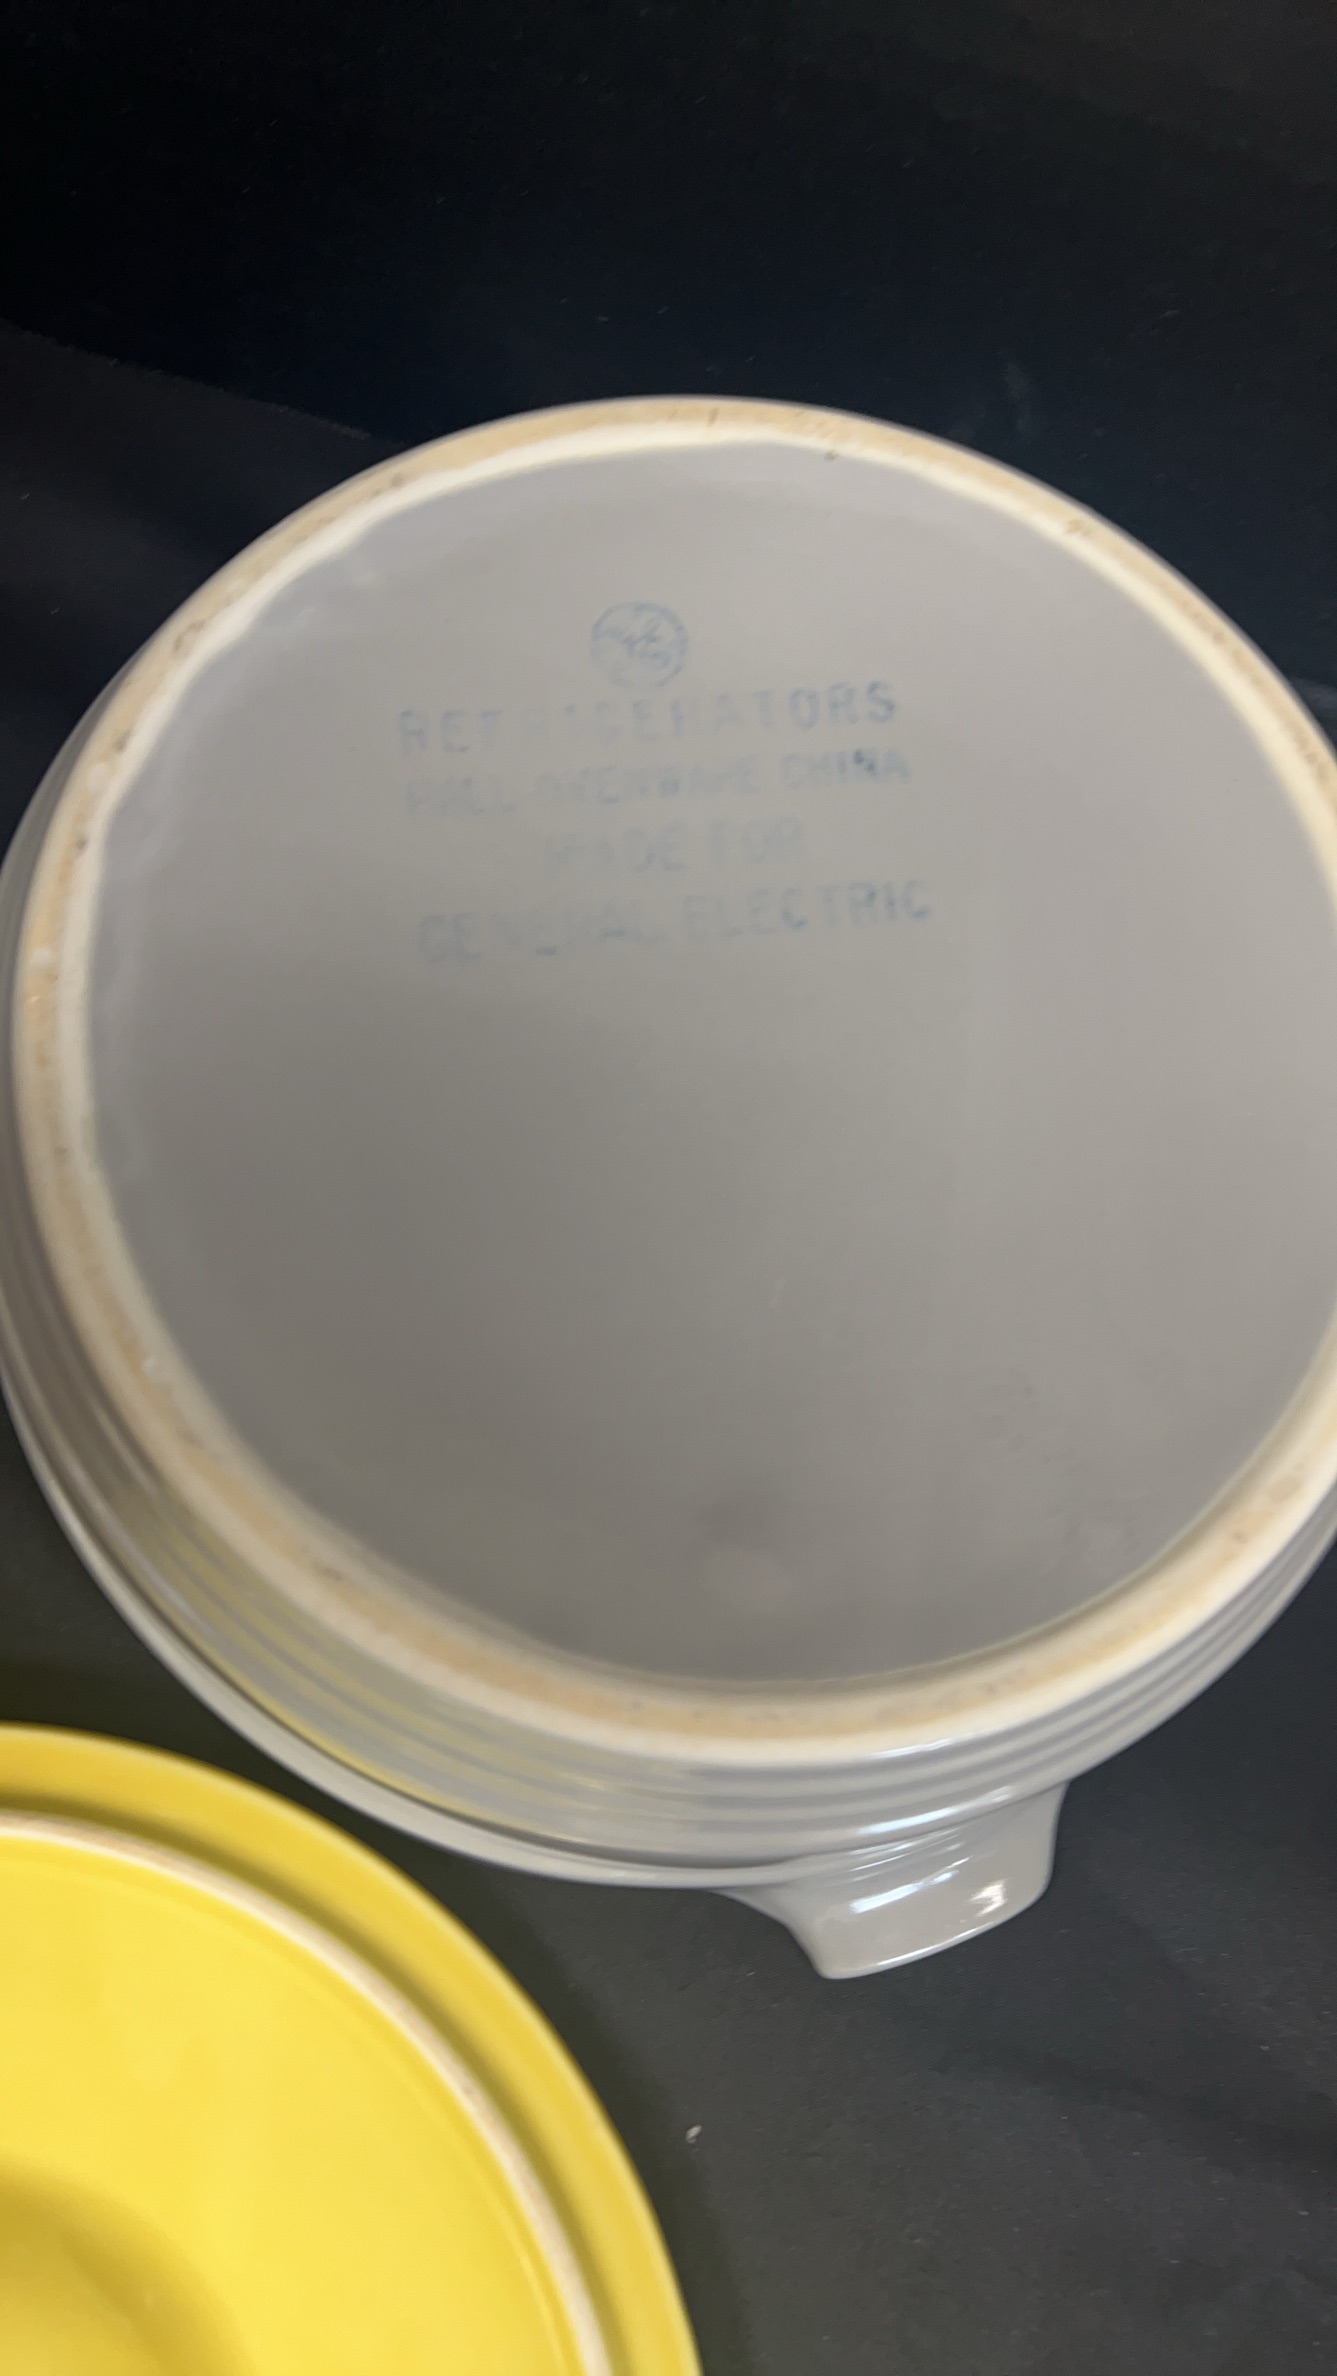 REFRIGERATORS
HALL OVENWARE CHINA
MADE FOR
GENERAL ELECTRIC